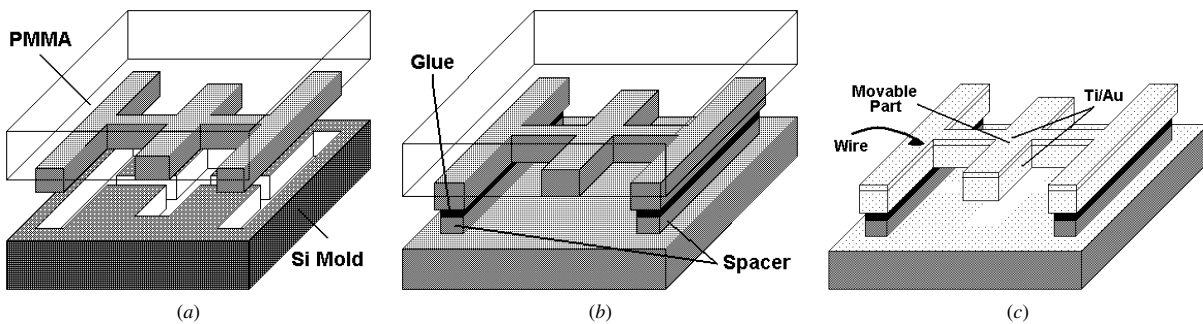 PMMA
Si Mold
(a)
Glue
Spacer
(b)
Movable
Part
Ti/Au
Wire
(c)